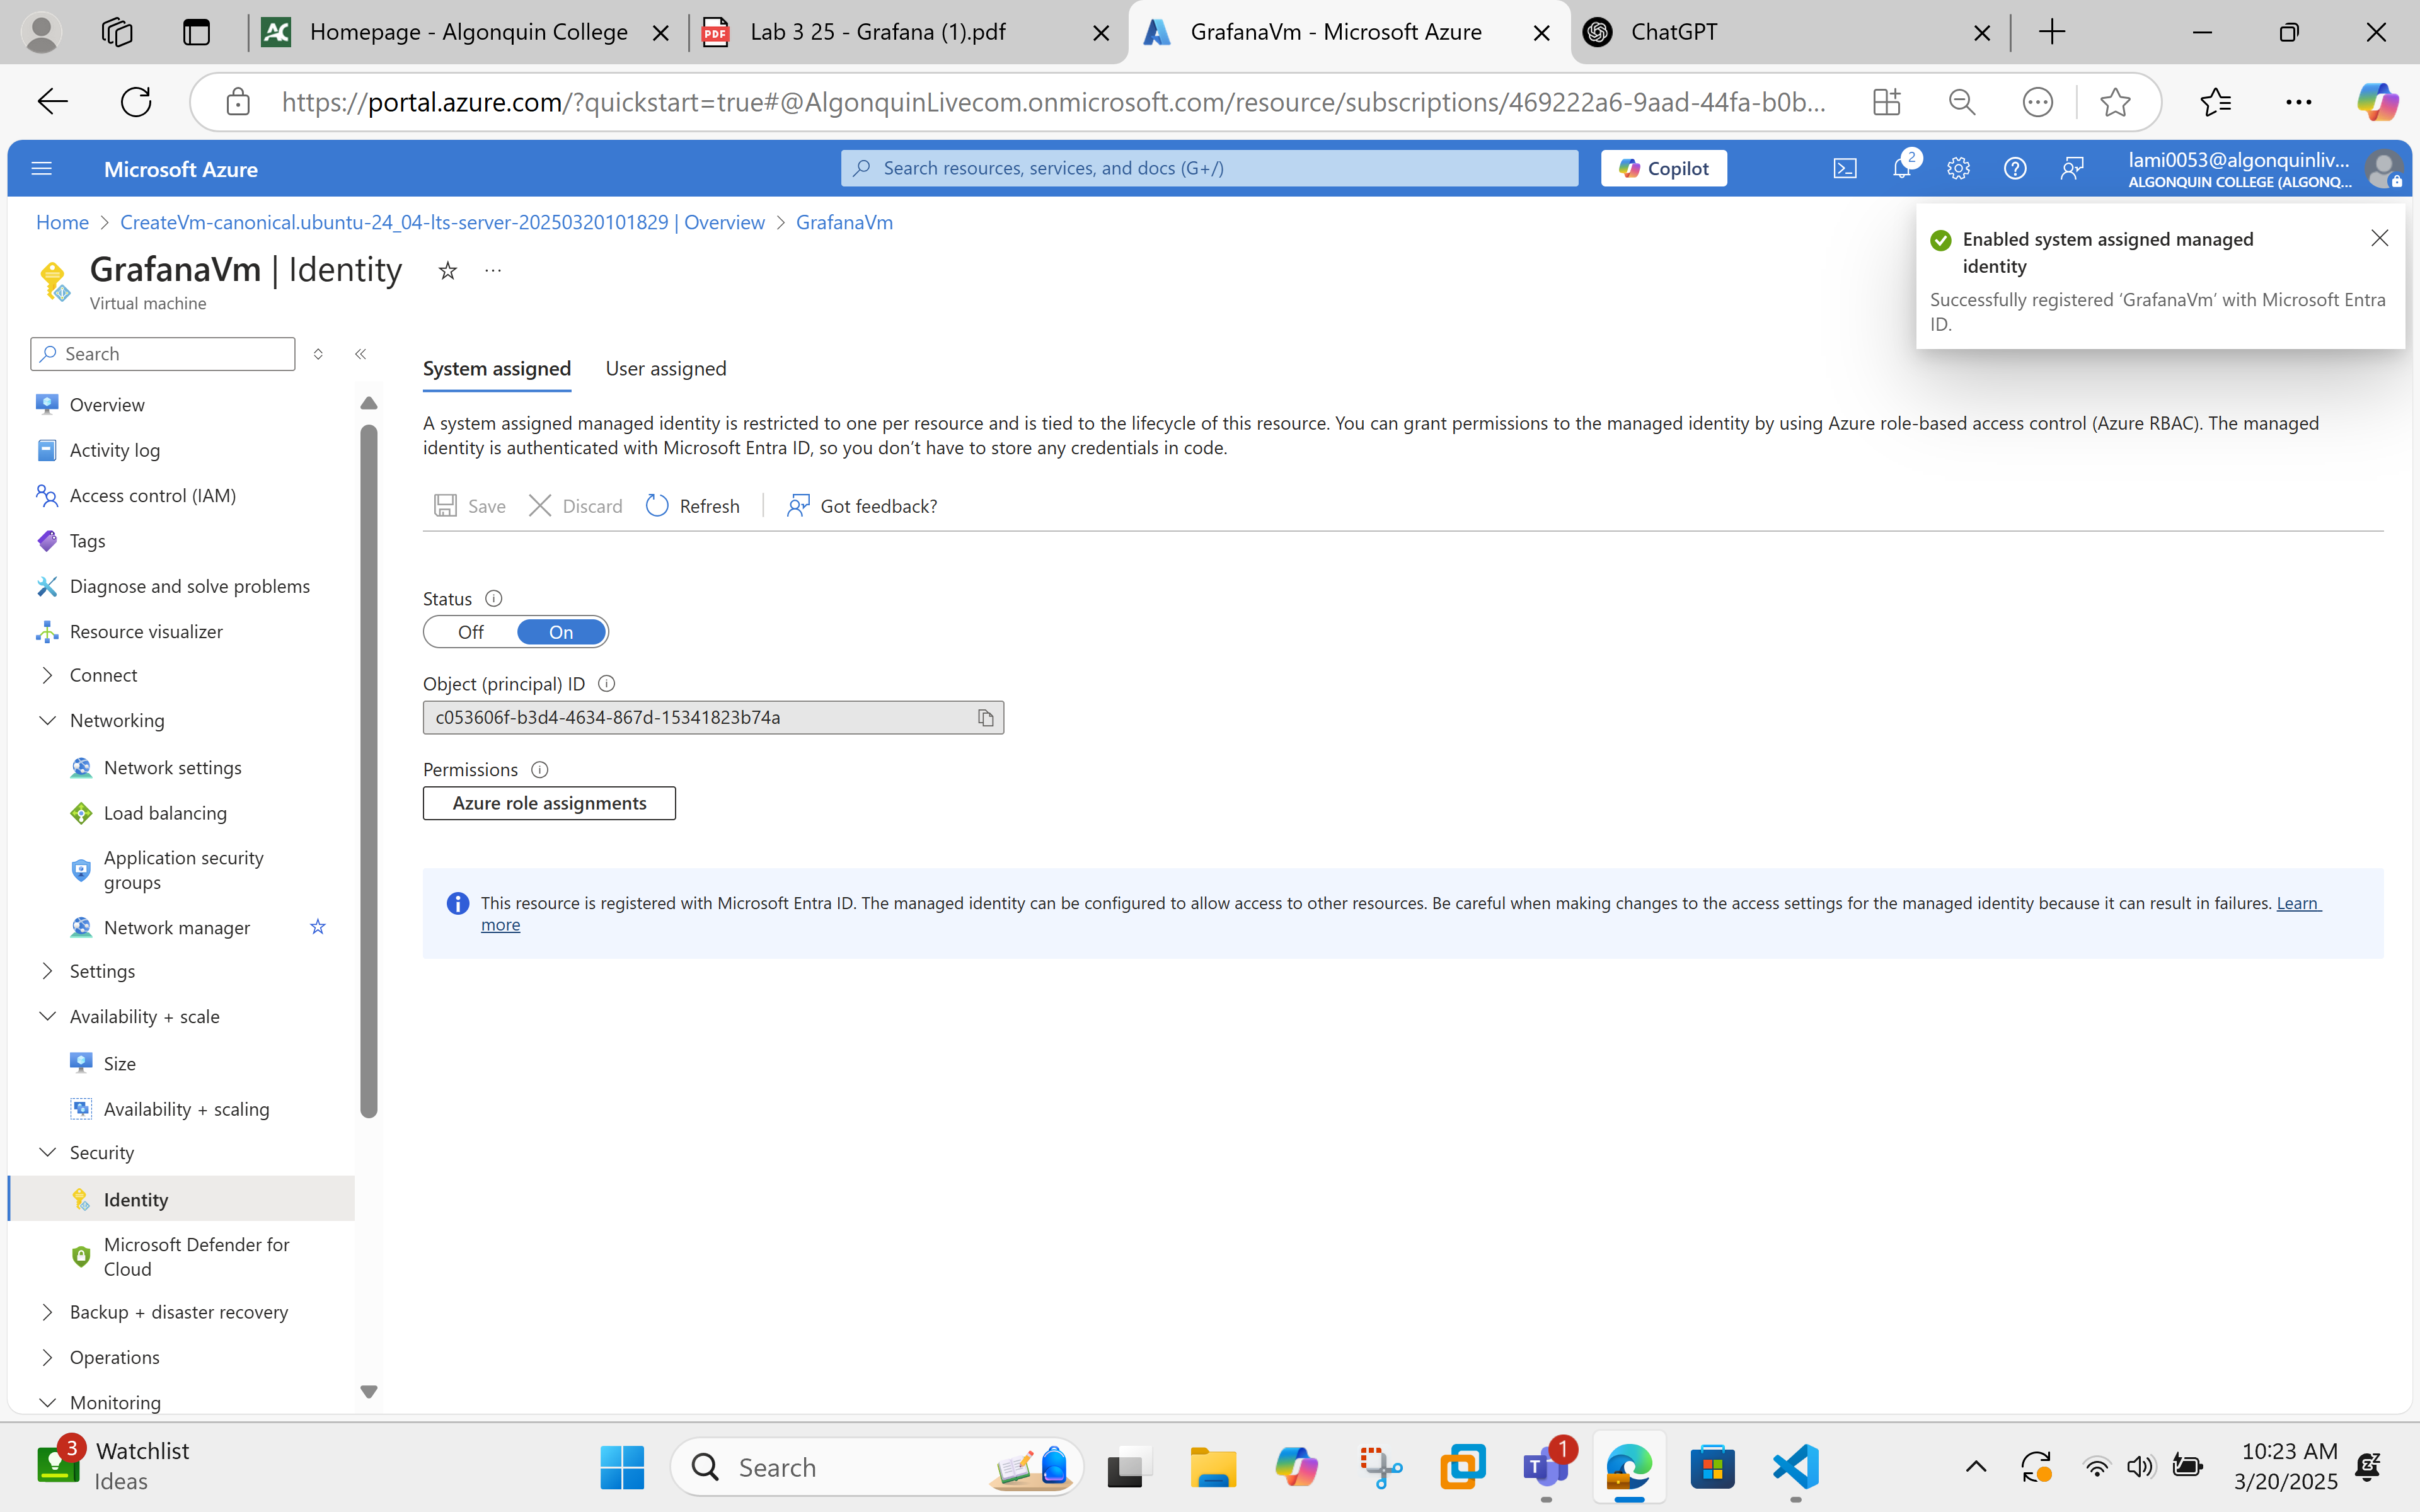 Homepage - Algonquin College
Lab 3 25 - Grafana (1).pdf
GrafanaVm - Microsoft Azure
ChatGPT
https://portal.azure.com/?quickstart=true#@AlgonquinLivecom.onmicrosoft.com/resource/subscriptions/469222a6-9aad-44fa-b0b...
Microsoft Azure
Search resources, services, and docs (G+/)
Copilot
2
lami0053@algonquinliv...
ALGONQUIN COLLEGE (ALGONQ...
Home > CreateVm-canonical.ubuntu-24_04-lts-server-20250320101829 | Overview > GrafanaVm
GrafanaVm | Identity
Virtual machine
Enabled system assigned managed
identity
Successfully registered ‘GrafanaVm’ with Microsoft Entra
ID.
Search
Overview
Activity log
Access control (IAM)
Tags
Diagnose and solve problems
Resource visualizer
Connect
Networking
Network settings
Load balancing
Application security
groups
Network manager
Settings
Availability + scale
Size
Availability + scaling
Security
Identity
Microsoft Defender for
Cloud
Backup + disaster recovery
Operations
Monitoring
System assigned User assigned
A system assigned managed identity is restricted to one per resource and is tied to the lifecycle of this resource. You can grant permissions to the managed identity by using Azure role-based access control (Azure RBAC). The managed
identity is authenticated with Microsoft Entra ID, so you don’t have to store any credentials in code.
Save Discard Refresh Got feedback?
Status
Off On
Object (principal) ID
c053606f-b3d4-4634-867d-15341823b74a
Permissions
Azure role assignments
This resource is registered with Microsoft Entra ID. The managed identity can be configured to allow access to other resources. Be careful when making changes to the access settings for the managed identity because it can result in failures. Learn
more
3
Watchlist
Ideas
Search
1
10:23 AM
3/20/2025